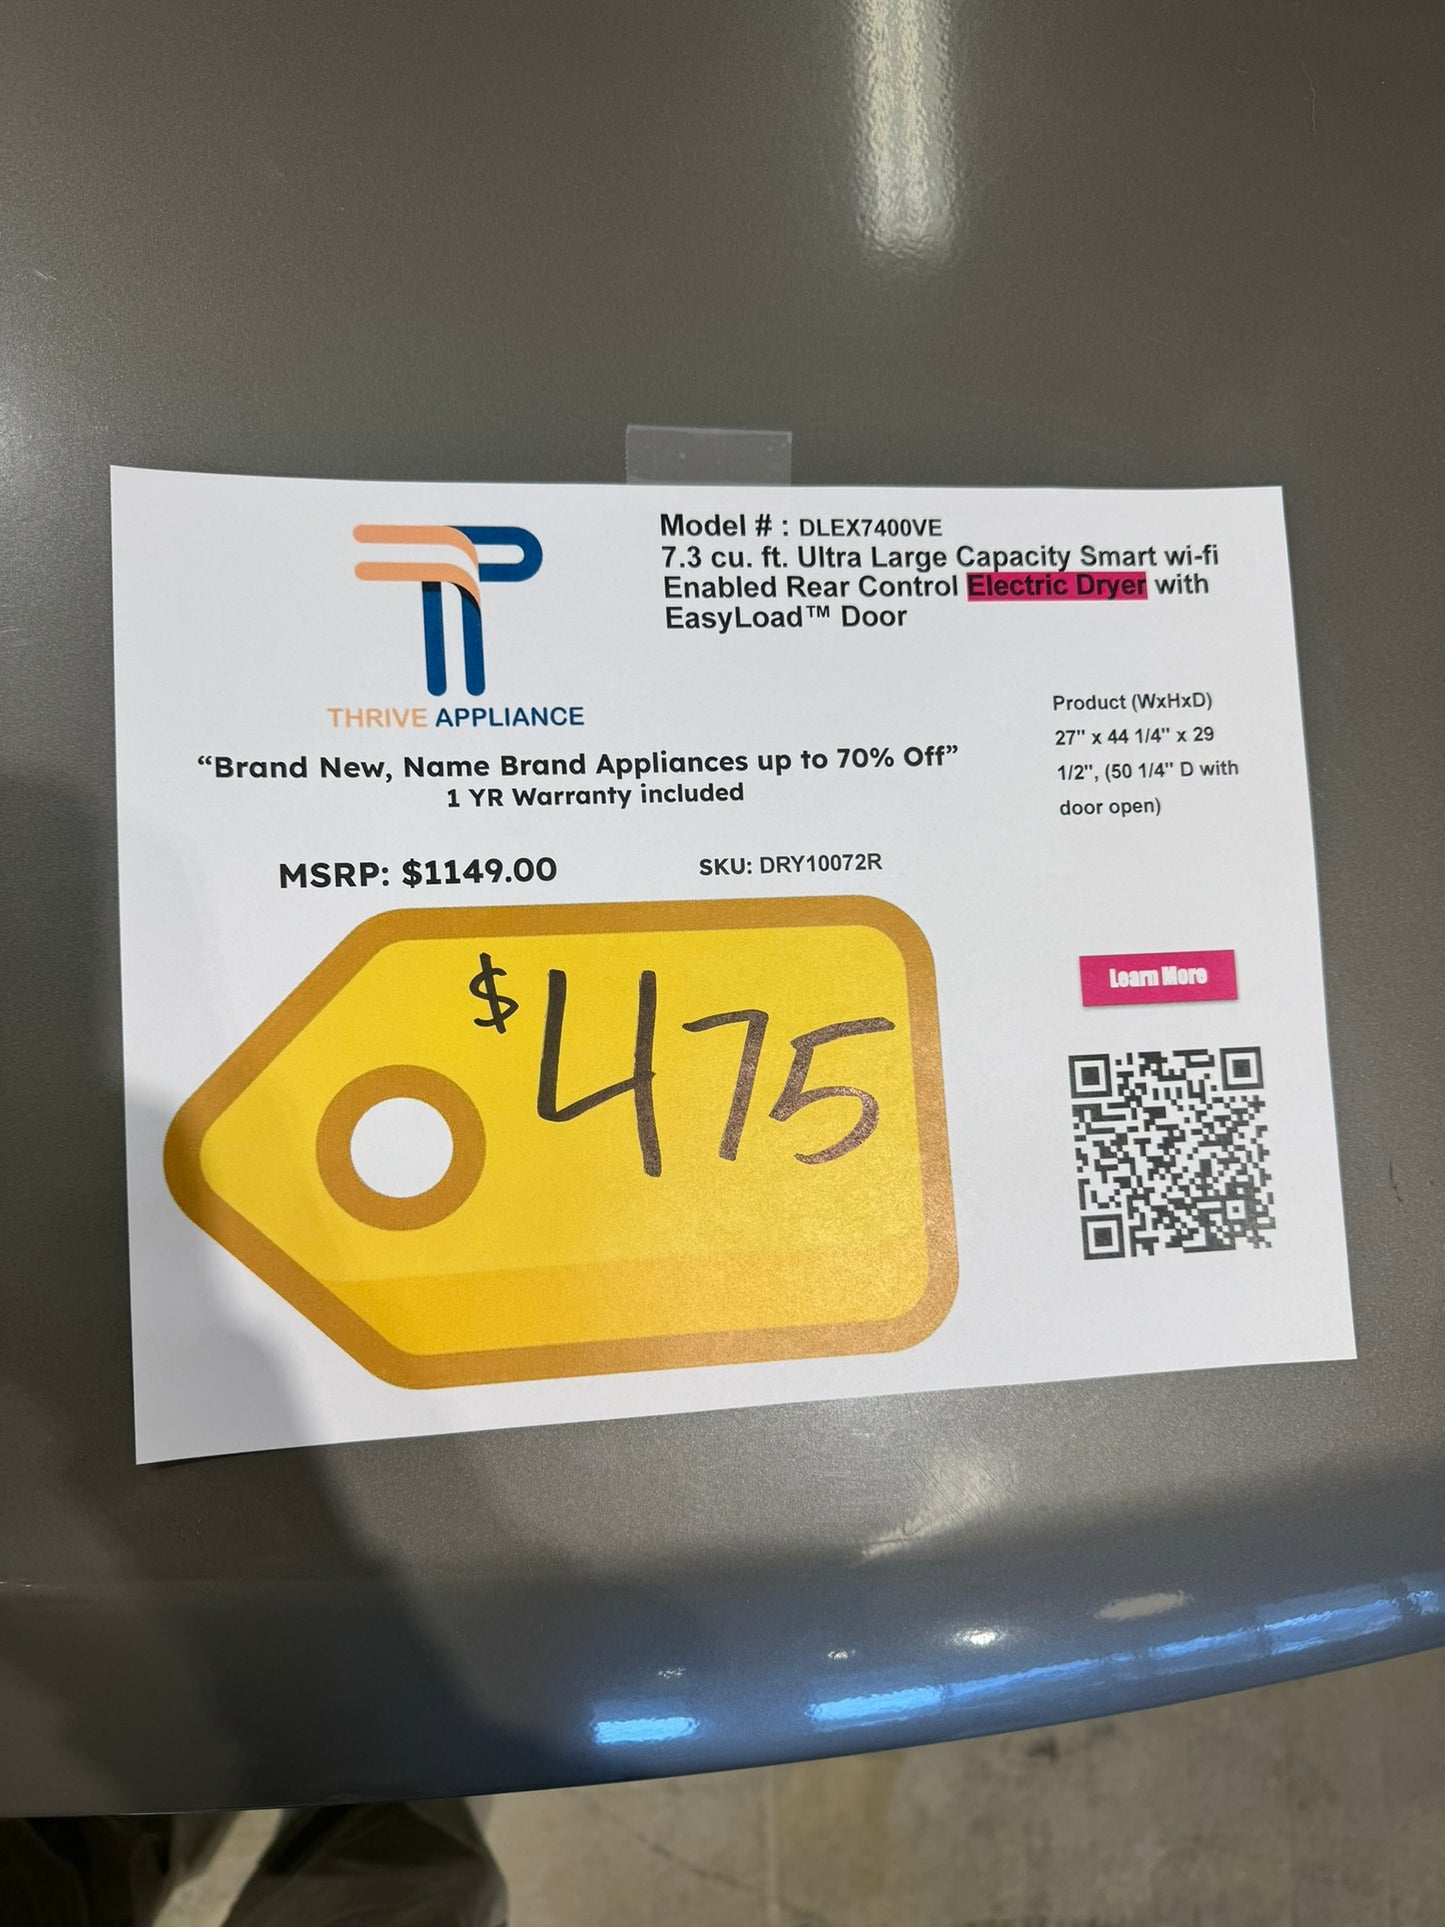 Model # : DLEX7400VE
7.3 cu. ft. Ultra Large Capacity Smart wi-fi
Enabled Rear Control Electric Dryer with
EasyLoad™ Door
THRIVE APPLIANCE
Product (WxHxD)
27" x 44 1/4" x 29
1/2", (50 1/4" D with
door open)
“Brand New, Name Brand Appliances up to 70% Off”
1 YR Warranty included
MSRP: $1149.00
SKU: DRY10072R
$475
Learn More